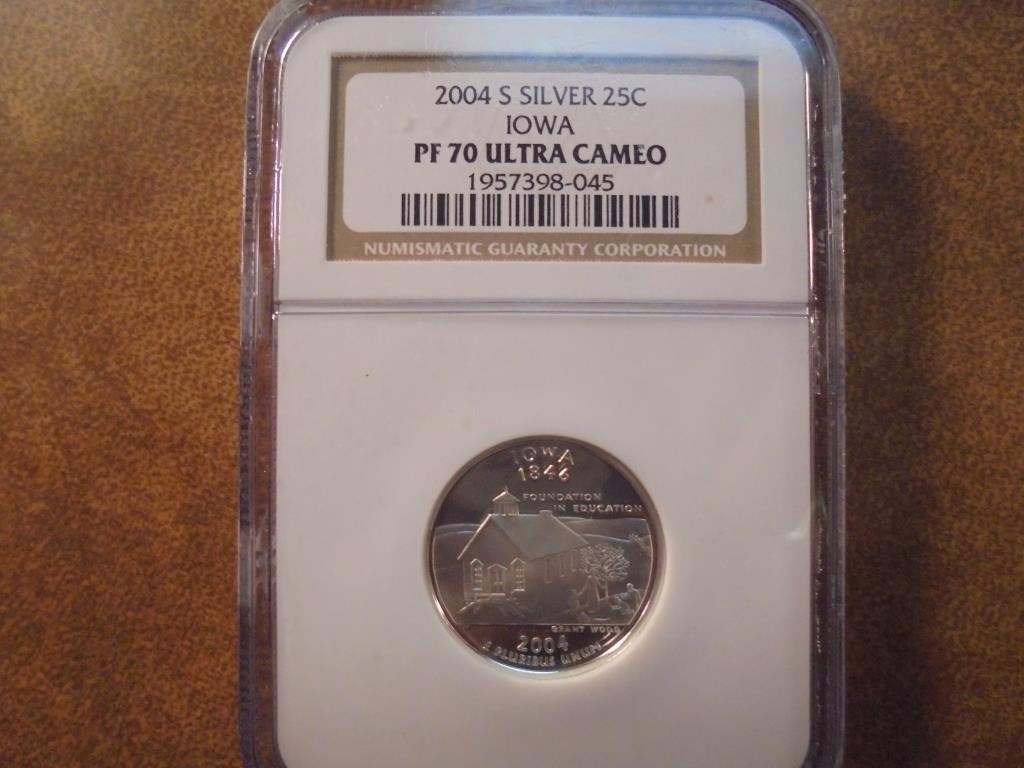 2004 S SILVER 25C
IOWA
PF 70 ULTRA CAMEO
1957398-045
NUMISMATIC GUARANTY CORPORATION
IOWA
1846
FOUNDATION
IN EDUCATION
GRANT WOOD
2004
E PLURIBUS UNUM